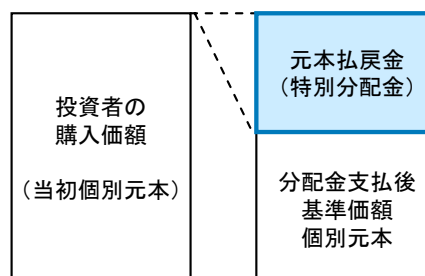 投資者の
購入価額
(当初個別元本)
元本払戻金
(特別分配金)
分配金支払後
基準価額
個別元本